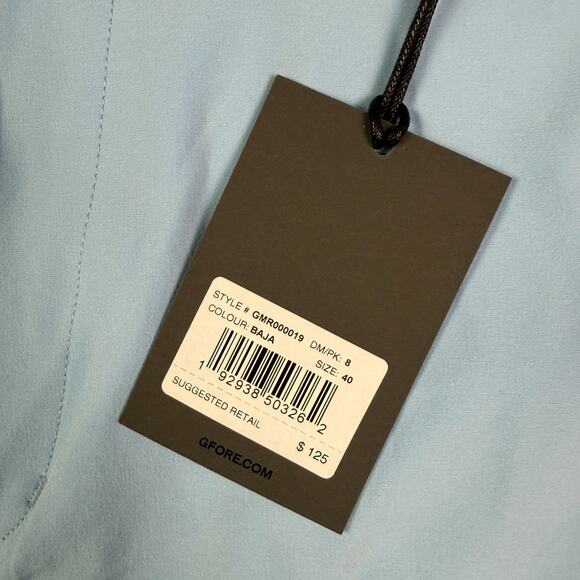 STYLE # GMR000019 DM/PK: 8
COLOUR: BAJA SIZE: 40
1 92938 50326 2
SUGGESTED RETAIL $ 125
GFORE.COM